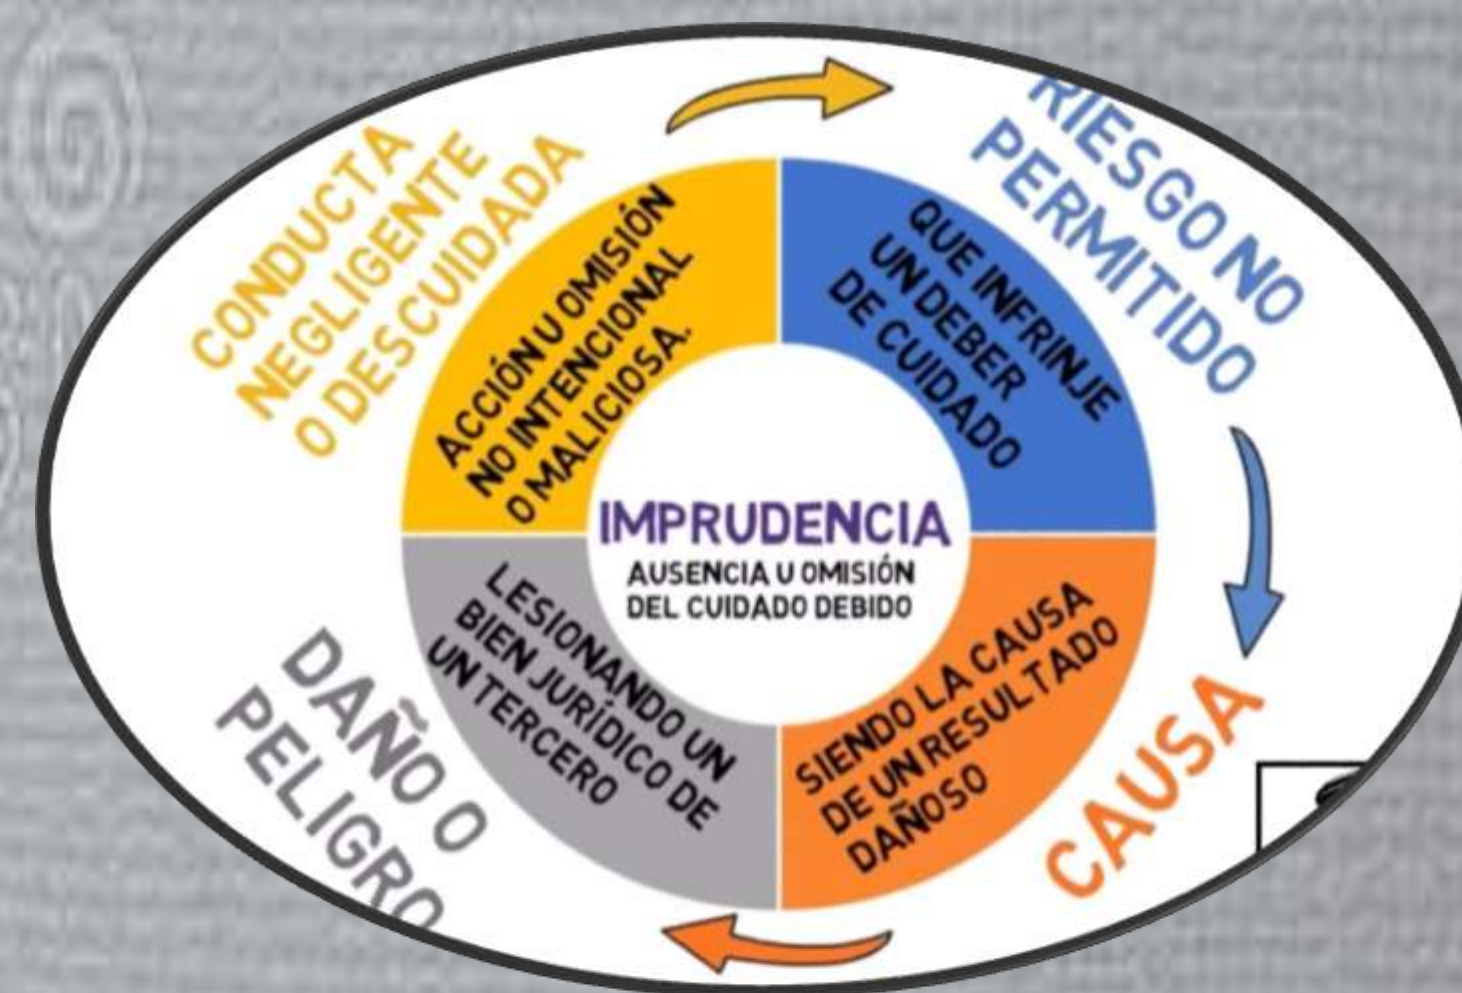 CONDUCTA
NEGLIGENTE
O DESCUIDADA
ACCIÓN U OMISIÓN
NO INTENCIONAL
O MALICIOSA.
RIESGO NO
PERMITIDO
QUE INFRINJE
UN DEBER
DE CUIDADO
IMPRUDENCIA
AUSENCIA U OMISIÓN
DEL CUIDADO DEBIDO
SIENDO LA CAUSA
DE UN RESULTADO
DAÑOSO
CAUSA
LESIONANDO UN
BIEN JURÍDICO DE
UN TERCERO
DAÑO O
PELIGRO